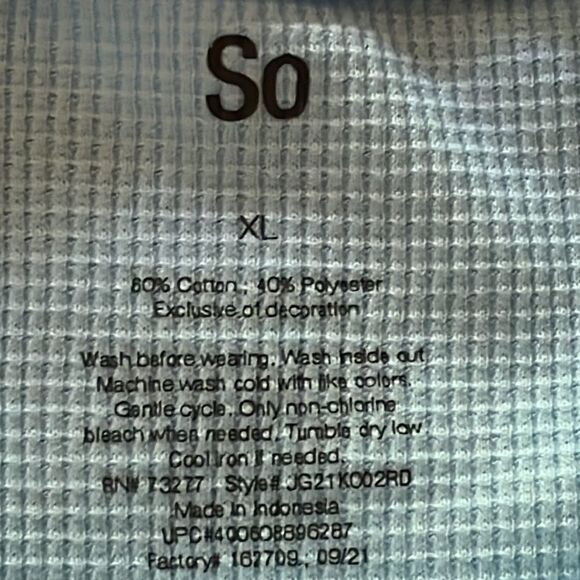 So
XL
60% Cotton ; 40% Polyester
Exclusive of decoration
Wash before wearing. Wash inside out.
Machine wash cold with like colors.
Gentle cycle. Only non-chlorine
bleach when needed. Tumble dry low.
Cool iron if needed.
RN# 73277 Style# JG21K002RD
Made in Indonesia
UPC#400608896287
Factory# 167709 ; 09/21